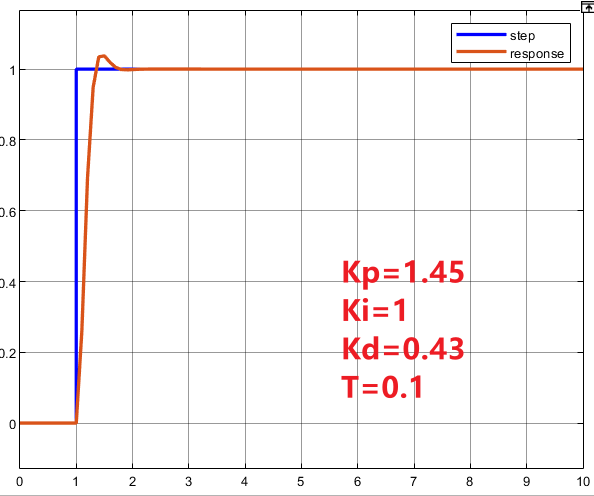 step
response
1
0.8
0.6
0.4
0.2
0
Kp=1.45
Ki=1
Kd=0.43
T=0.1
0 1 2 3 4 5 6 7 8 9 10